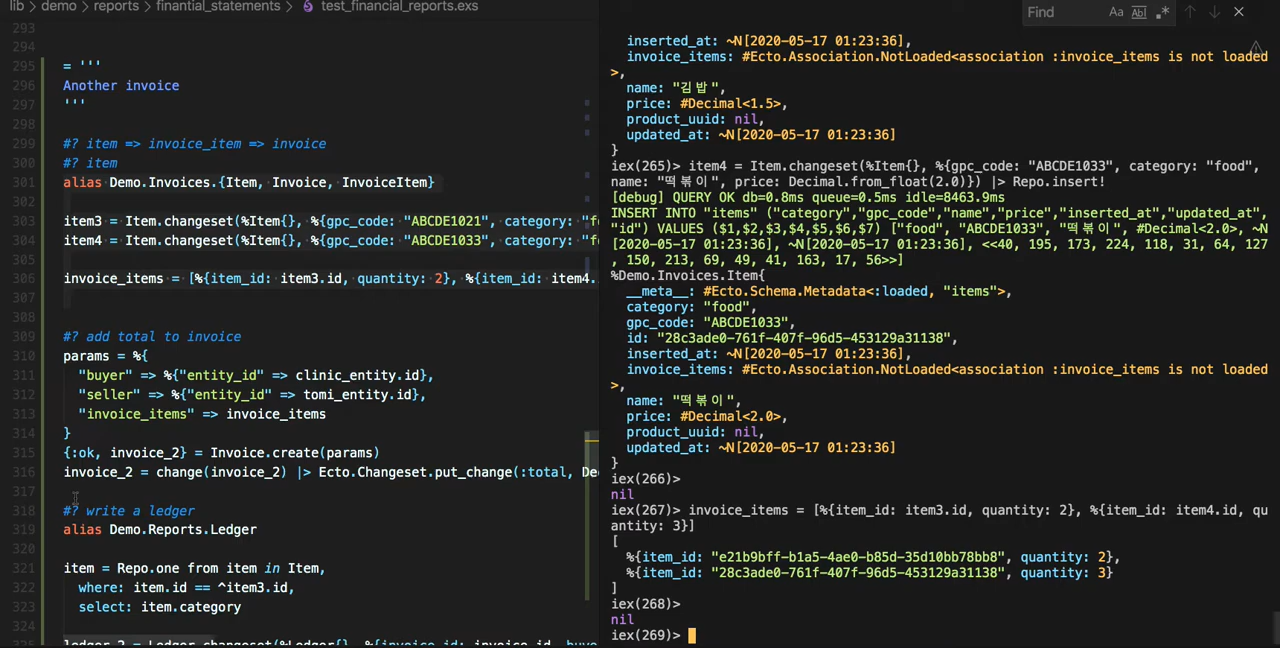 lib > demo > reports > finantial_statements > test_financial_reports.exs
293
294
295 = '''
296 Another invoice
297 '''
298
299 #? item => invoice_item => invoice
300 #? item
301 alias Demo.Invoices.{Item, Invoice, InvoiceItem}
302
303 item3 = Item.changeset(%Item{}, %{gpc_code: "ABCDE1021", category: "f
304 item4 = Item.changeset(%Item{}, %{gpc_code: "ABCDE1033", category: "f
305
306 invoice_items = [%{item_id: item3.id, quantity: 2}, %{item_id: item4.
307
308
309 #? add total to invoice
310 params = %{
311 "buyer" => %{"entity_id" => clinic_entity.id},
312 "seller" => %{"entity_id" => tomi_entity.id},
313 "invoice_items" => invoice_items
314 }
315 {:ok, invoice_2} = Invoice.create(params)
316 invoice_2 = change(invoice_2) |> Ecto.Changeset.put_change(:total, De
317
318 #? write a ledger
319 alias Demo.Reports.Ledger
320
321 item = Repo.one from item in Item,
322 where: item.id == ^item3.id,
323 select: item.category
324
Find Aa Ab| .*
inserted_at: ~N[2020-05-17 01:23:36],
invoice_items: #Ecto.Association.NotLoaded<association :invoice_items is not loaded
>,
name: "김밥",
price: #Decimal<1.5>,
product_uuid: nil,
updated_at: ~N[2020-05-17 01:23:36]
}
iex(265)> item4 = Item.changeset(%Item{}, %{gpc_code: "ABCDE1033", category: "food",
name: "떡볶이", price: Decimal.from_float(2.0)}) |> Repo.insert!
[debug] QUERY OK db=0.8ms queue=0.5ms idle=8463.9ms
INSERT INTO "items" ("category","gpc_code","name","price","inserted_at","updated_at",
"id") VALUES ($1,$2,$3,$4,$5,$6,$7) ["food", "ABCDE1033", "떡볶이", #Decimal<2.0>, ~N
[2020-05-17 01:23:36], ~N[2020-05-17 01:23:36], <<40, 195, 173, 224, 118, 31, 64, 127
, 150, 213, 69, 49, 41, 163, 17, 56>>]
%Demo.Invoices.Item{
__meta__: #Ecto.Schema.Metadata<:loaded, "items">,
category: "food",
gpc_code: "ABCDE1033",
id: "28c3ade0-761f-407f-96d5-453129a31138",
inserted_at: ~N[2020-05-17 01:23:36],
invoice_items: #Ecto.Association.NotLoaded<association :invoice_items is not loaded
>,
name: "떡볶이",
price: #Decimal<2.0>,
product_uuid: nil,
updated_at: ~N[2020-05-17 01:23:36]
}
iex(266)>
nil
iex(267)> invoice_items = [%{item_id: item3.id, quantity: 2}, %{item_id: item4.id, qu
antity: 3}]
[
%{item_id: "e21b9bff-b1a5-4ae0-b85d-35d10bb78bb8", quantity: 2},
%{item_id: "28c3ade0-761f-407f-96d5-453129a31138", quantity: 3}
]
iex(268)>
nil
iex(269)>